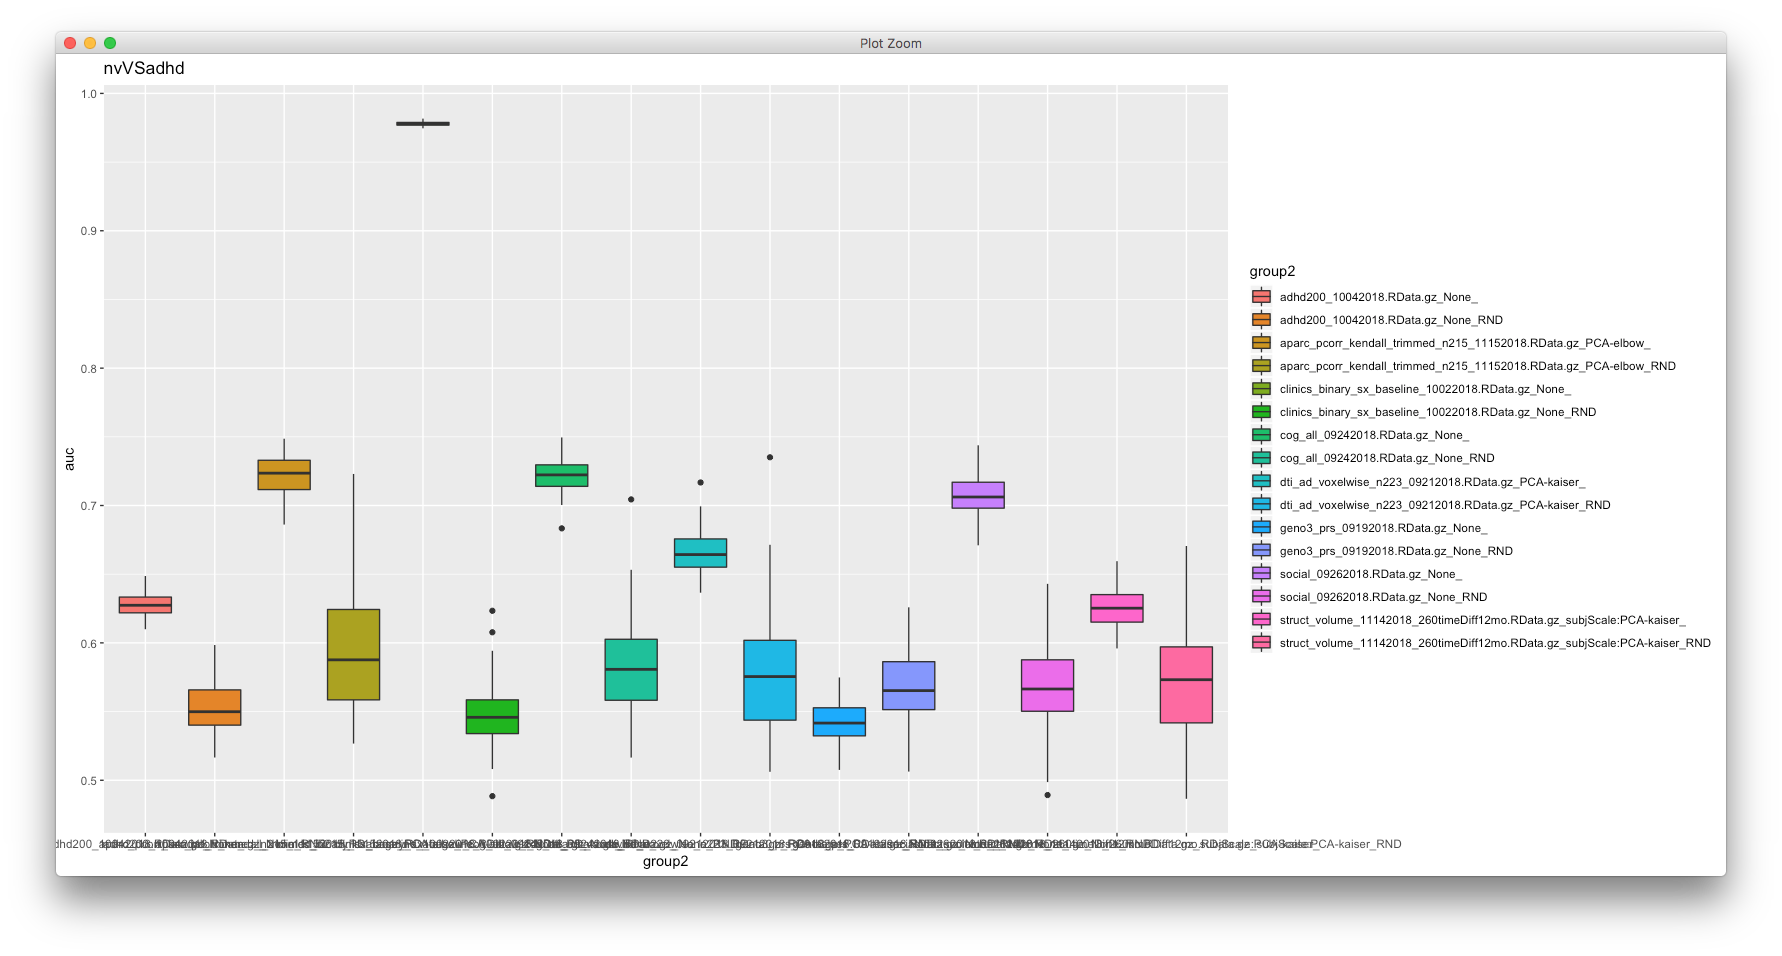 Plot Zoom
nvVSadhd
1.0
0.9
0.8
0.7
0.6
0.5
auc
group2
group2
adhd200_10042018.RData.gz_None_
adhd200_10042018.RData.gz_None_RND
aparc_pcorr_kendall_trimmed_n215_11152018.RData.gz_PCA-elbow_
aparc_pcorr_kendall_trimmed_n215_11152018.RData.gz_PCA-elbow_RND
clinics_binary_sx_baseline_10022018.RData.gz_None_
clinics_binary_sx_baseline_10022018.RData.gz_None_RND
cog_all_09242018.RData.gz_None_
cog_all_09242018.RData.gz_None_RND
dti_ad_voxelwise_n223_09212018.RData.gz_PCA-kaiser_
dti_ad_voxelwise_n223_09212018.RData.gz_PCA-kaiser_RND
geno3_prs_09192018.RData.gz_None_
geno3_prs_09192018.RData.gz_None_RND
social_09262018.RData.gz_None_
social_09262018.RData.gz_None_RND
struct_volume_11142018_260timeDiff12mo.RData.gz_subjScale:PCA-kaiser_
struct_volume_11142018_260timeDiff12mo.RData.gz_subjScale:PCA-kaiser_RND